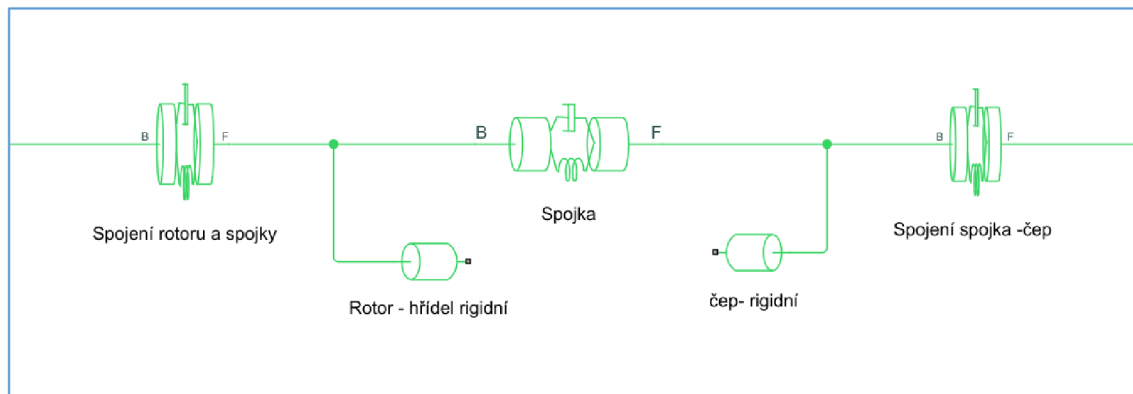 B F
Spojení rotoru a spojky
B F
Spojka
B F
Spojení spojka -čep
Rotor - hřídel rigidní
čep- rigidní